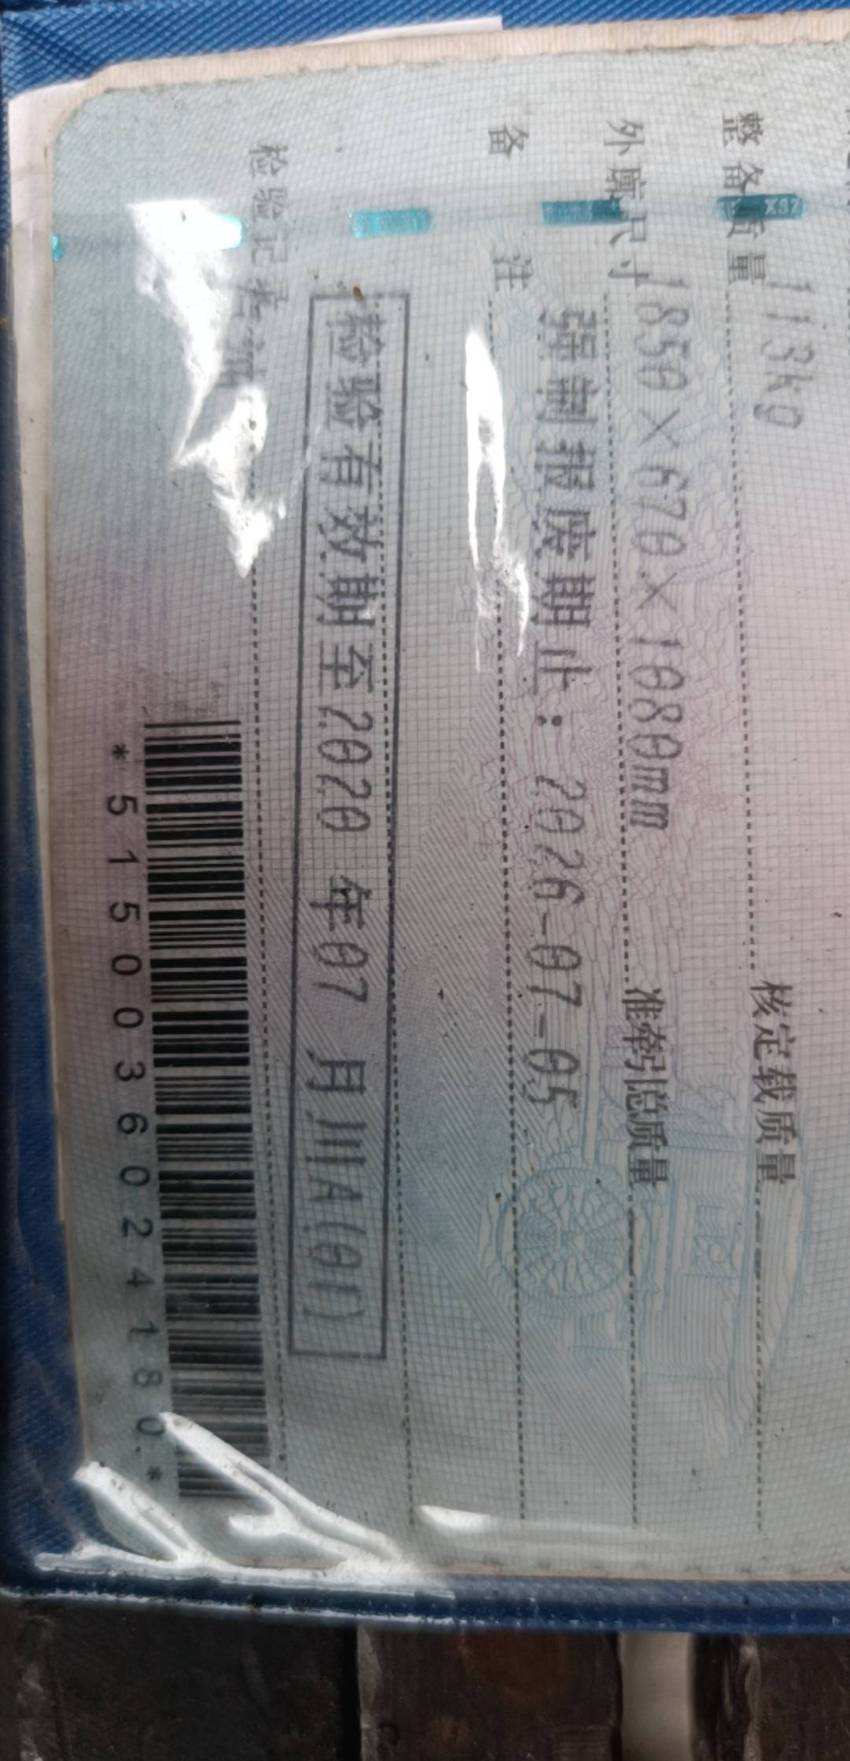 整备质量 113kg 核定载质量
外廓尺寸 1850×670×1080mm 准牵引总质量
备注 强制报废期止：2026-07-05
检验有效期至2020 年07 月川A(01)
检验记录
*5150036024180*